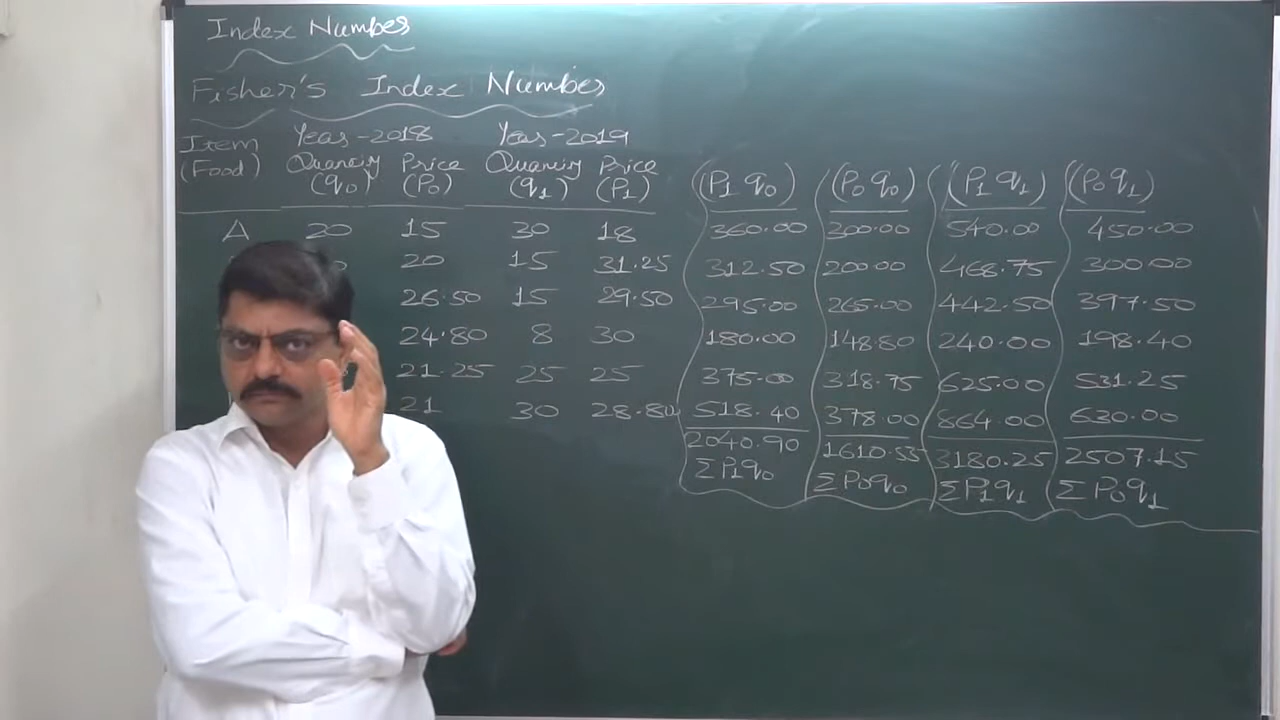 Index Number
Fisher's Index Number
Item Year-2018 Year-2019
(Food) Quantity Price Quantity Price
(q0) (P0) (q1) (P1) (P1 q0) (P0 q0) (P1 q1) (P0 q1)
A 20 15 30 18 360.00 300.00 540.00 450.00
20 15 31.25 312.50 200.00 468.75 300.00
26.50 15 29.50 295.00 265.00 442.50 397.50
24.80 8 30 180.00 148.80 240.00 198.40
21.25 25 25 375.00 318.75 625.00 531.25
21 30 28.80 518.40 378.00 864.00 630.00
2040.90 1610.55 3180.25 2507.15
ΣP1q0 ΣP0q0 ΣP1q1 ΣP0q1